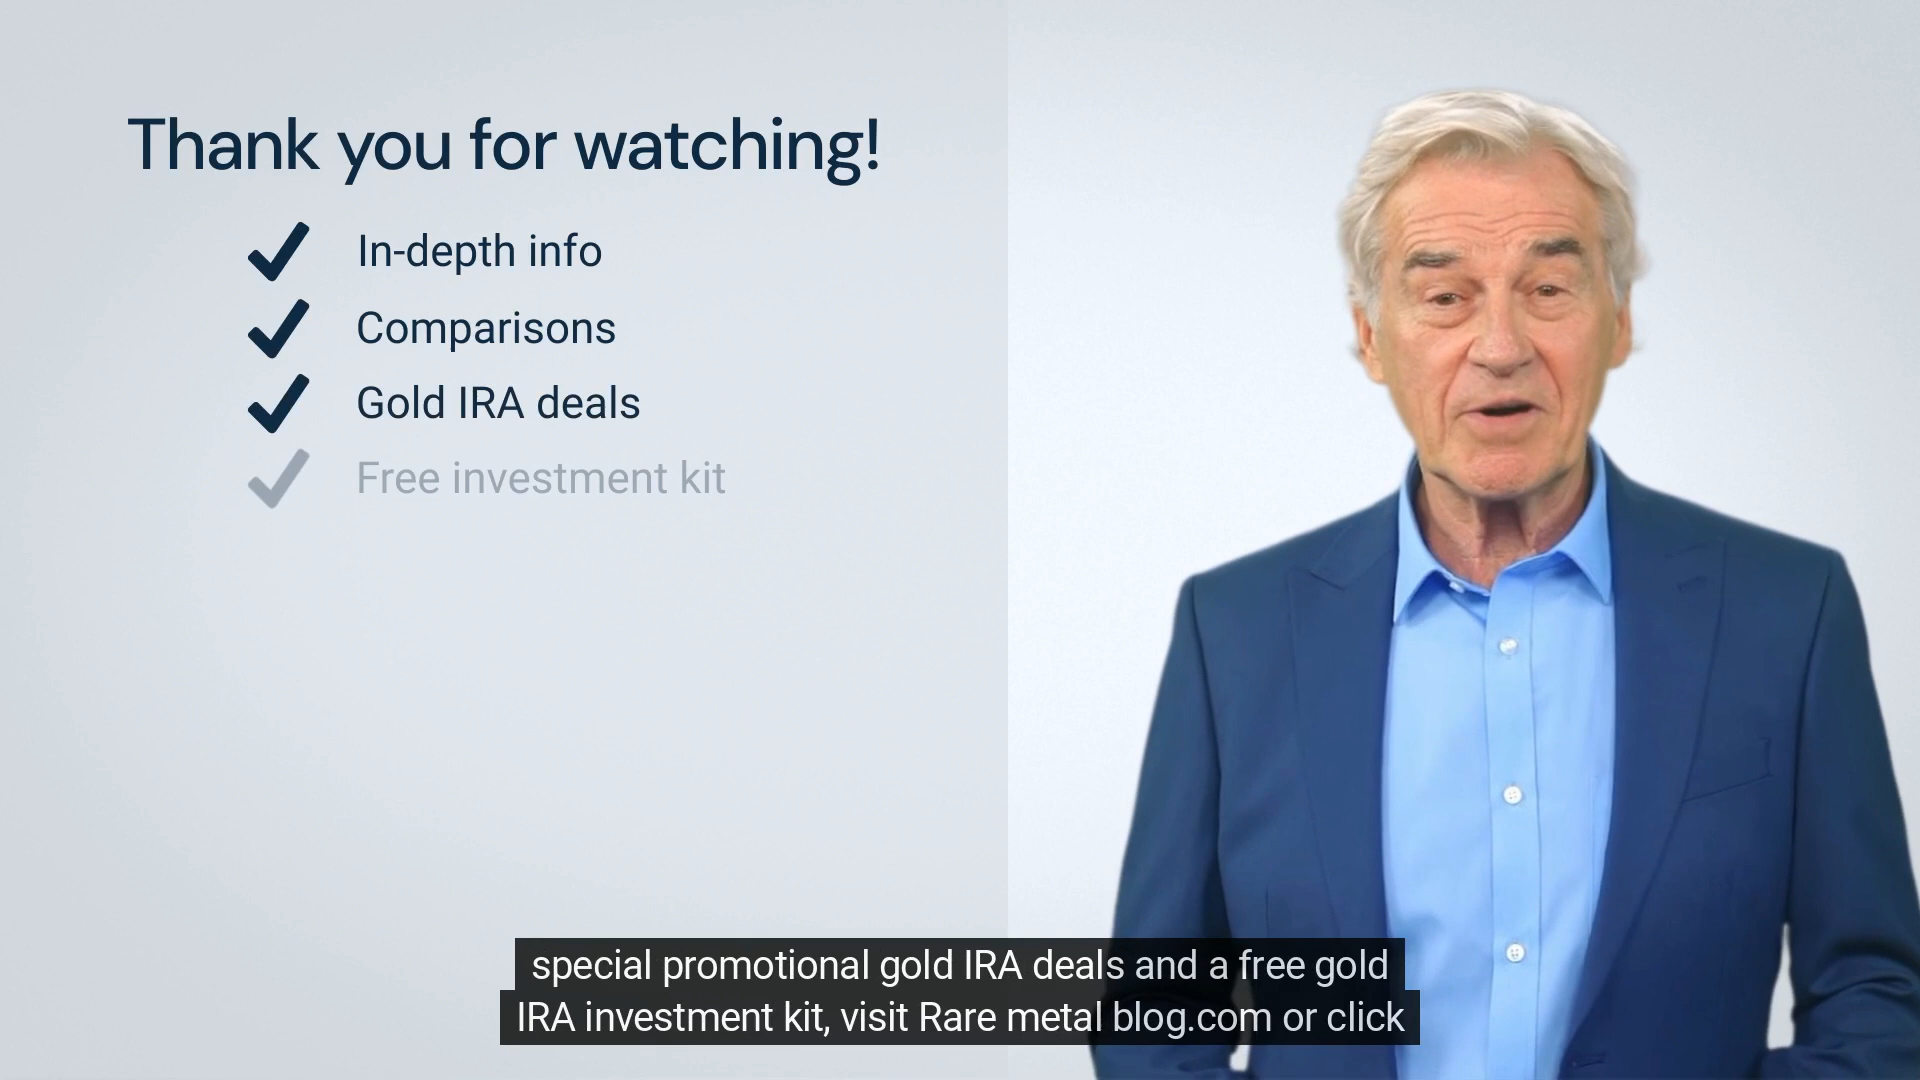 Thank you for watching!
In-depth info
Comparisons
Gold IRA deals
Free investment kit
special promotional gold IRA deals and a free gold
IRA investment kit, visit Rare metal blog.com or click